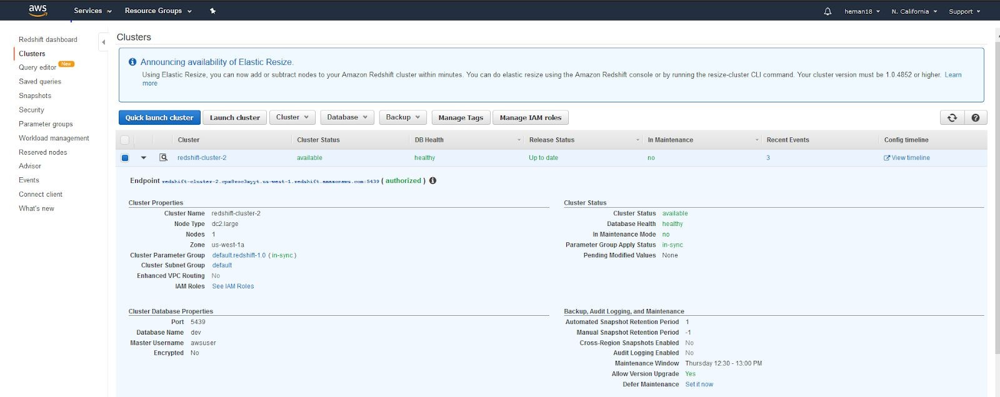 aws Services Resource Groups heman18 N. California Support
Redshift dashboard
Clusters
Query editor New
Saved queries
Snapshots
Security
Parameter groups
Workload management
Reserved nodes
Advisor
Events
Connect client
What's new
Clusters
Announcing availability of Elastic Resize.
Using Elastic Resize, you can now add or subtract nodes to your Amazon Redshift cluster within minutes. You can do elastic resize using the Amazon Redshift console or by running the resize-cluster CLI command. Your cluster version must be 1.0.4852 or higher. Learn
more
Quick launch cluster Launch cluster Cluster Database Backup Manage Tags Manage IAM roles
Cluster Cluster Status DB Health Release Status In Maintenance Recent Events Config timeline
redshift-cluster-2 available healthy Up to date no 3 View timeline
Endpoint redshift-cluster-2.cpx8roc3xyyt.us-west-1.redshift.amazonaws.com:5439 ( authorized )
Cluster Properties
Cluster Name redshift-cluster-2
Node Type dc2.large
Nodes 1
Zone us-west-1a
Cluster Parameter Group default.redshift-1.0 ( in-sync )
Cluster Subnet Group default
Enhanced VPC Routing No
IAM Roles See IAM Roles
Cluster Status
Cluster Status available
Database Health healthy
In Maintenance Mode no
Parameter Group Apply Status in-sync
Pending Modified Values None
Cluster Database Properties
Port 5439
Database Name dev
Master Username awsuser
Encrypted No
Backup, Audit Logging, and Maintenance
Automated Snapshot Retention Period 1
Manual Snapshot Retention Period -1
Cross-Region Snapshots Enabled No
Audit Logging Enabled No
Maintenance Window Thursday 12:30 - 13:00 PM
Allow Version Upgrade Yes
Defer Maintenance Set it now